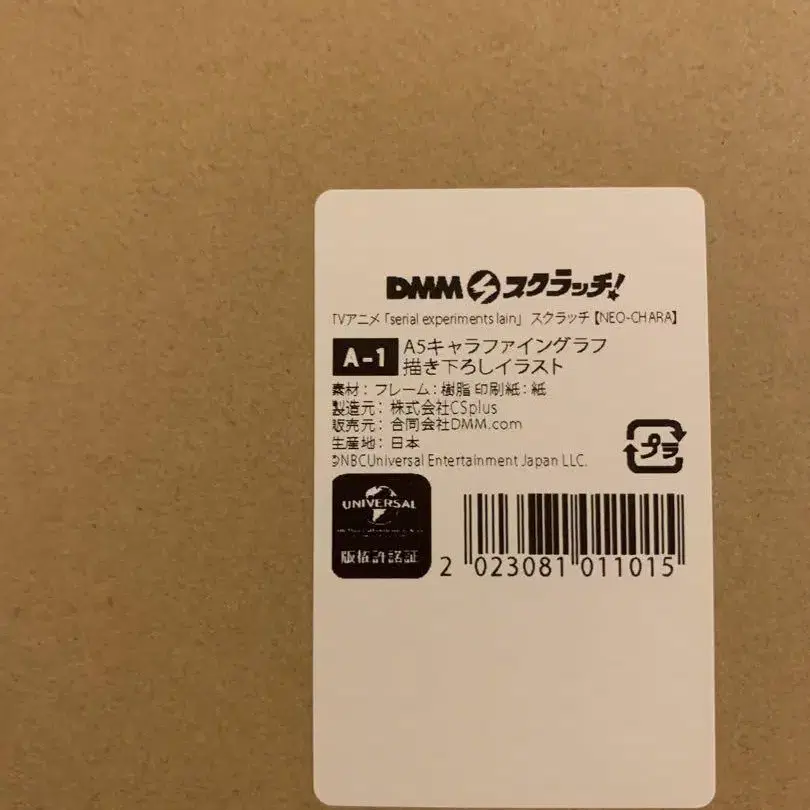 DMMスクラッチ!
TVアニメ「serial experiments lain」 スクラッチ【NEO-CHARA】
A-1
A5キャラファイングラフ
描き下ろしイラスト
素材：フレーム：樹脂 印刷紙：紙
製造元：株式会社CSplus
販売元：合同会社DMM.com
生産地：日本
©NBCUniversal Entertainment Japan LLC.
プラ
UNIVERSAL
版権許諾証
2 023081 011015